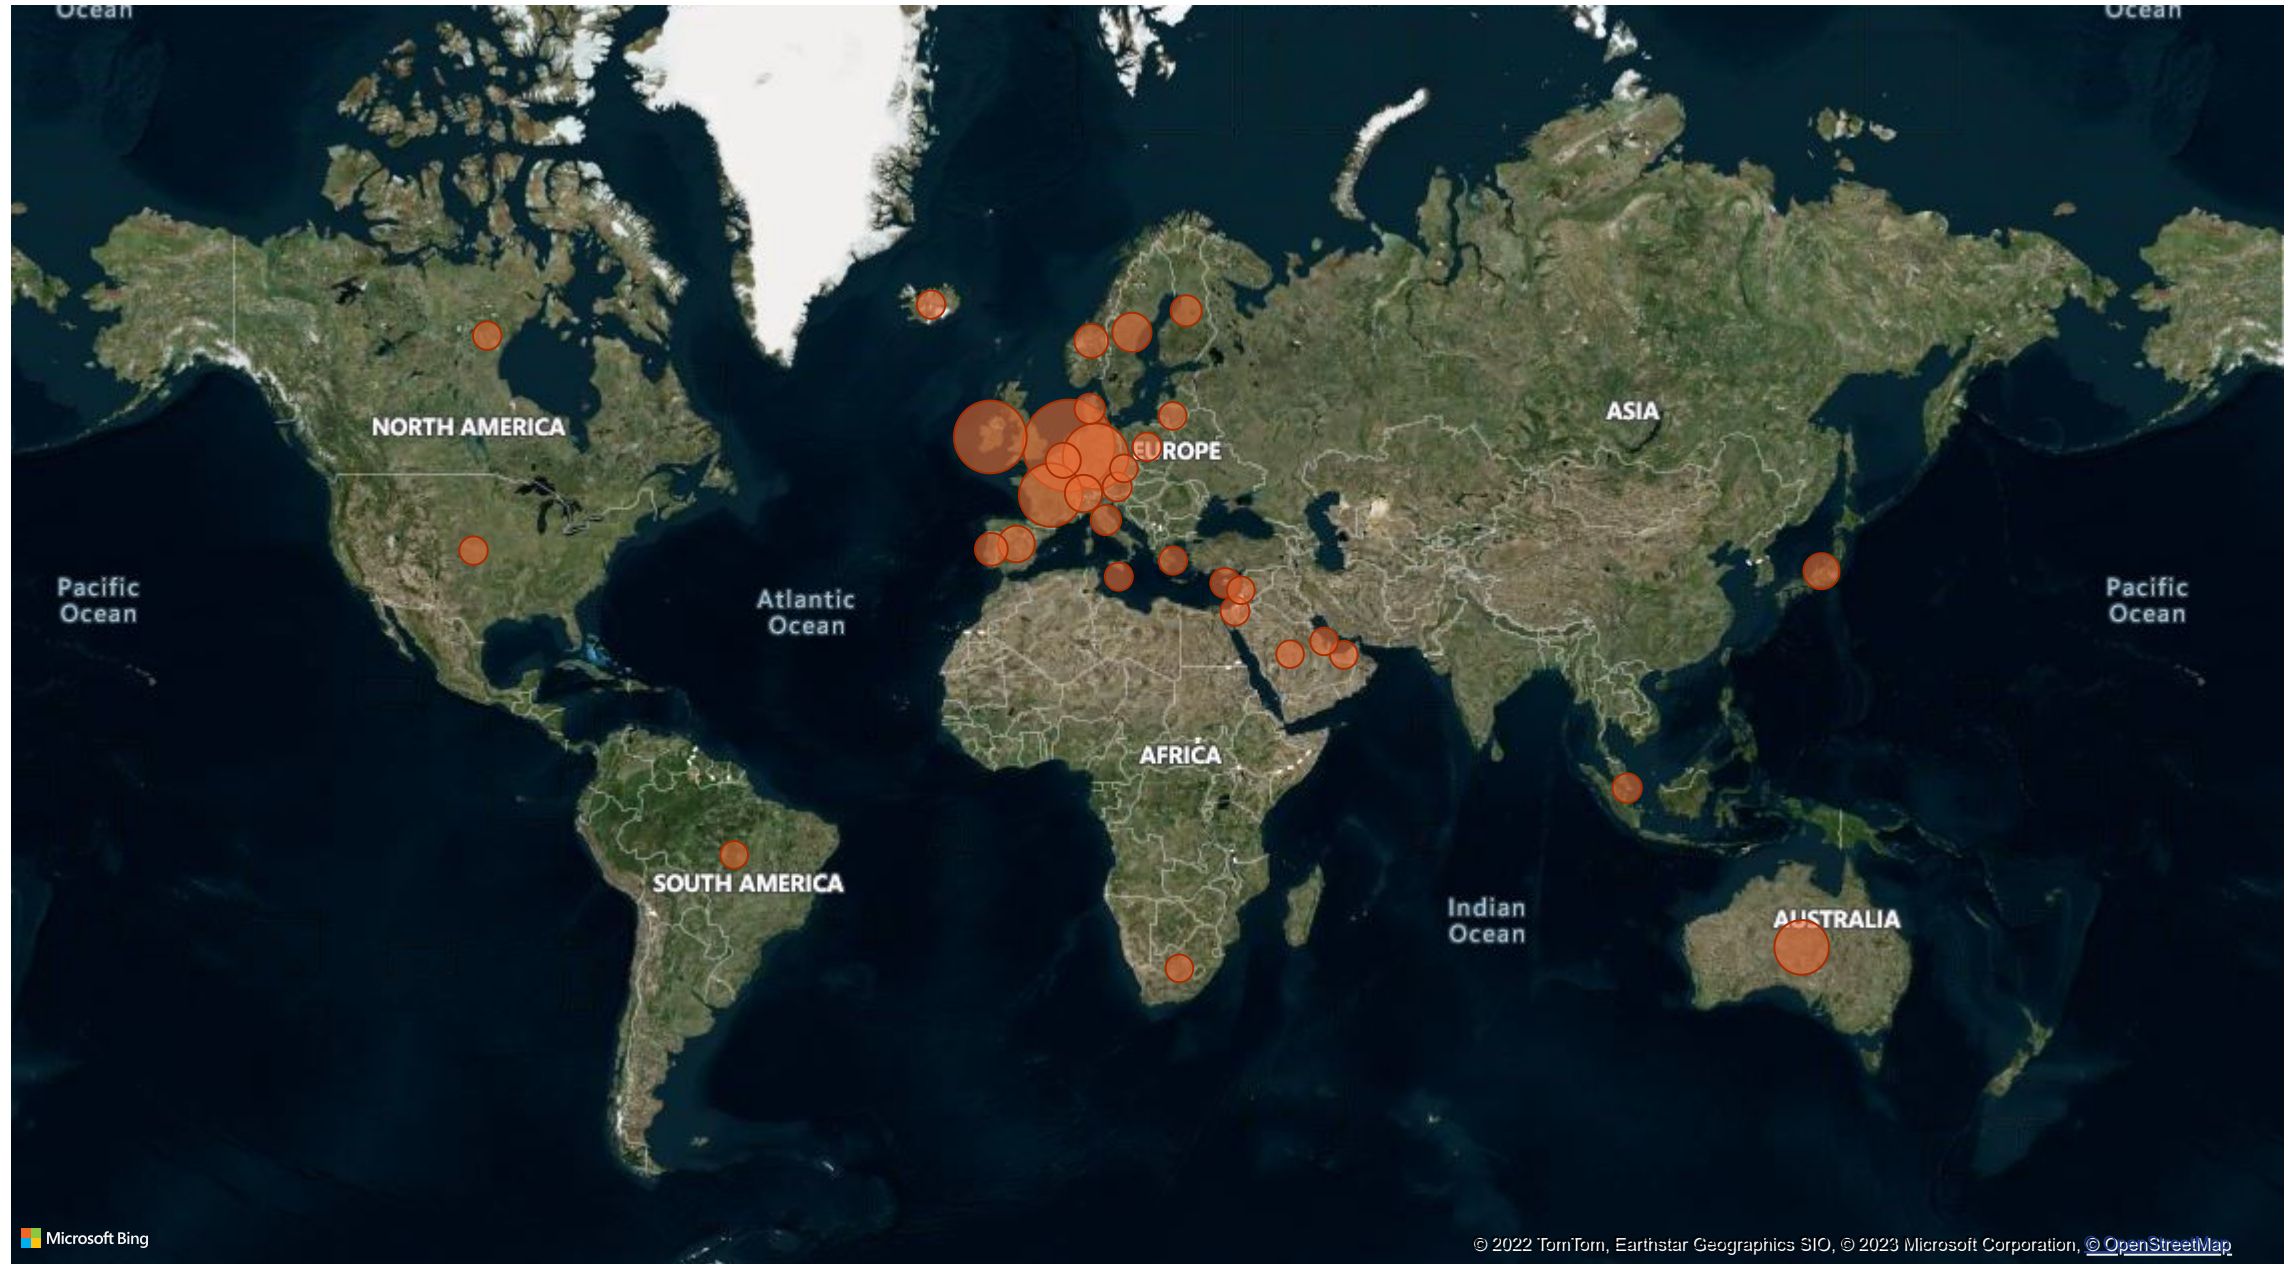 Ocean
Ocean
NORTH AMERICA
ASIA
EUROPE
Pacific
Ocean
Atlantic
Ocean
Pacific
Ocean
AFRICA
SOUTH AMERICA
Indian
Ocean
AUSTRALIA
Microsoft Bing
© 2022 TomTom, Earthstar Geographics SIO, © 2023 Microsoft Corporation, © OpenStreetMap